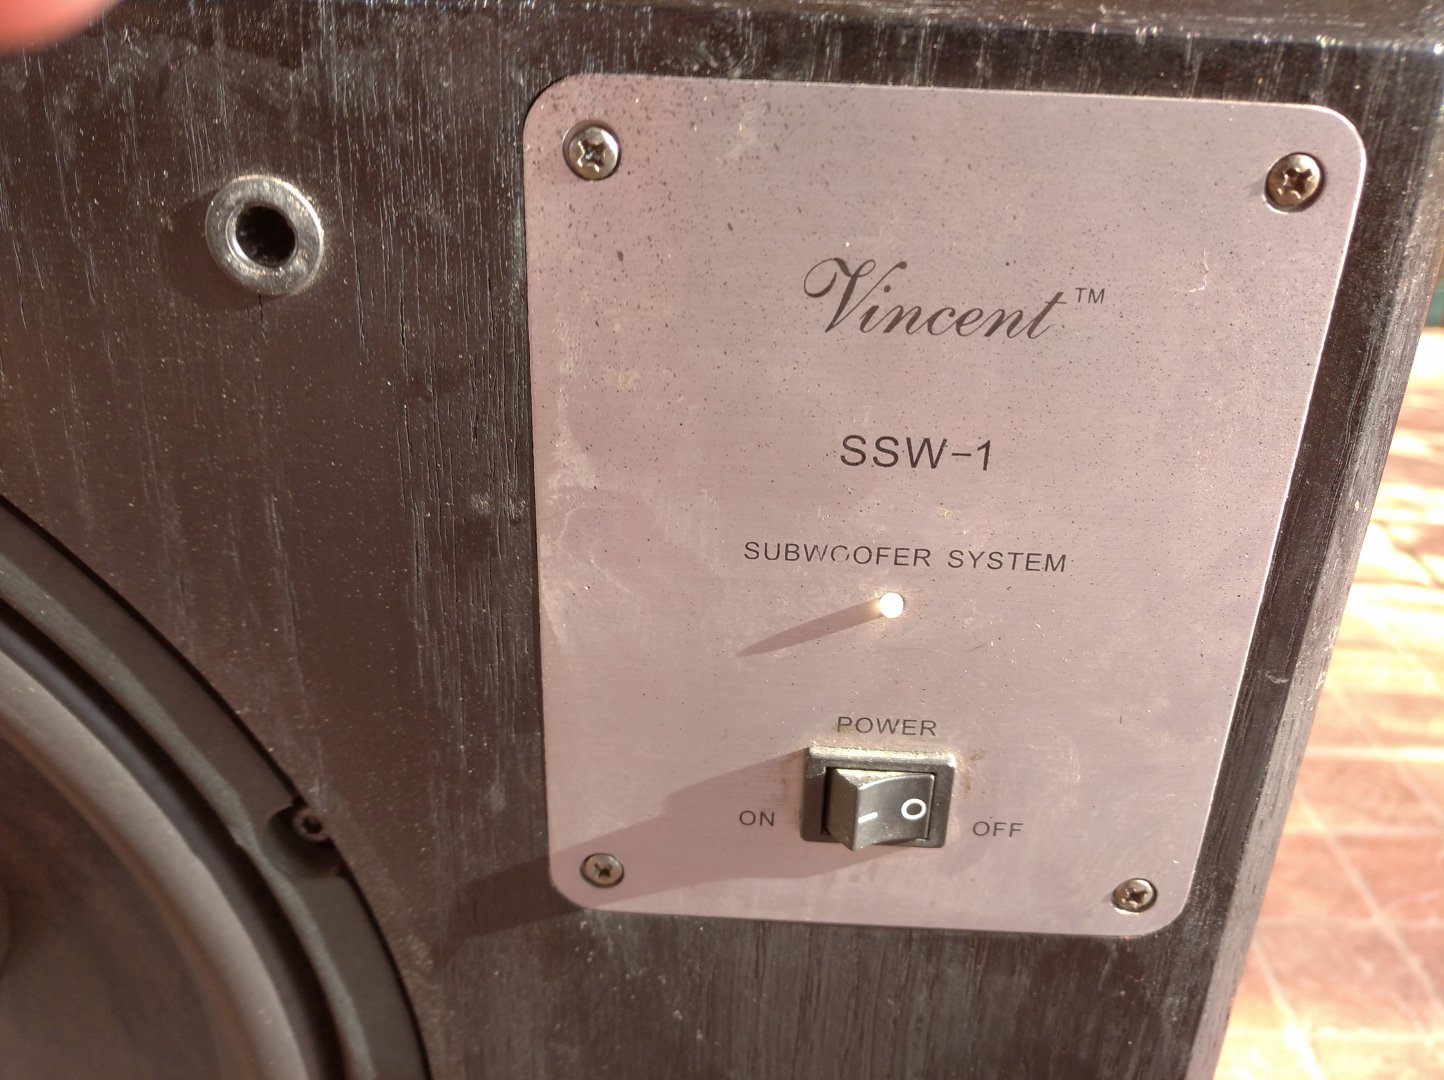 Vincent™
SSW-1
SUBWOOFER SYSTEM
POWER
ON
OFF